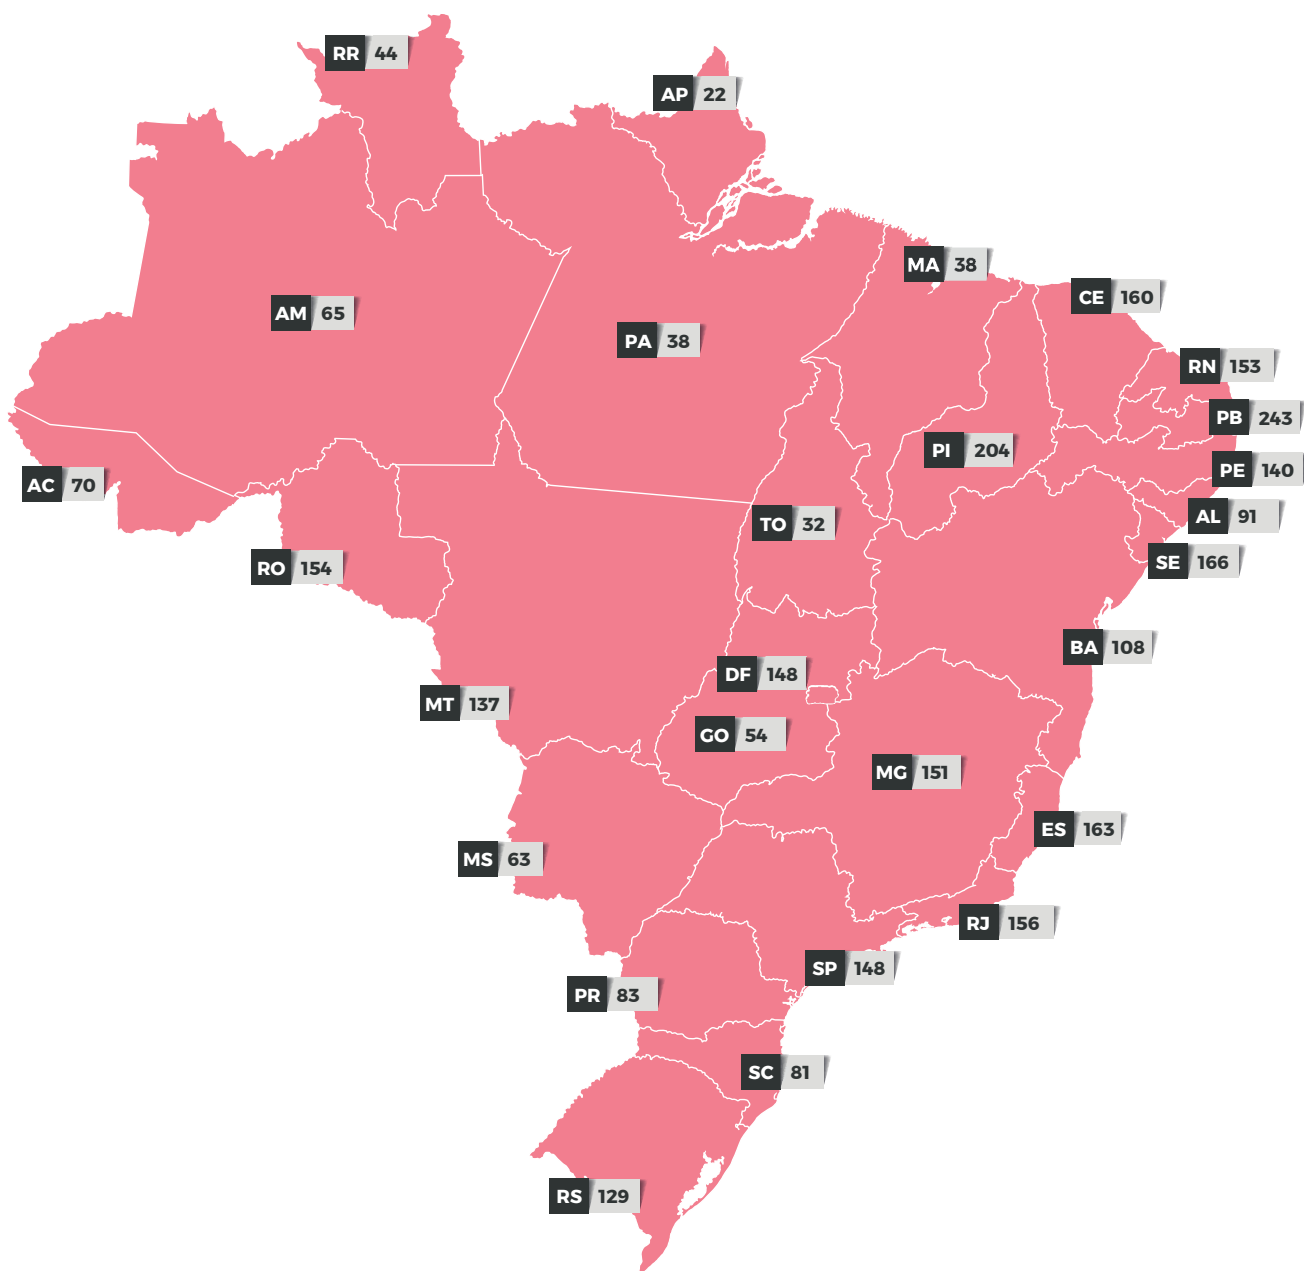 RR 44
AP 22
MA 38
CE 160
AM 65
PA 38
RN 153
PB 243
PI 204
PE 140
AC 70
AL 91
TO 32
SE 166
RO 154
BA 108
DF 148
MT 137
GO 54
MG 151
ES 163
MS 63
RJ 156
SP 148
PR 83
SC 81
RS 129